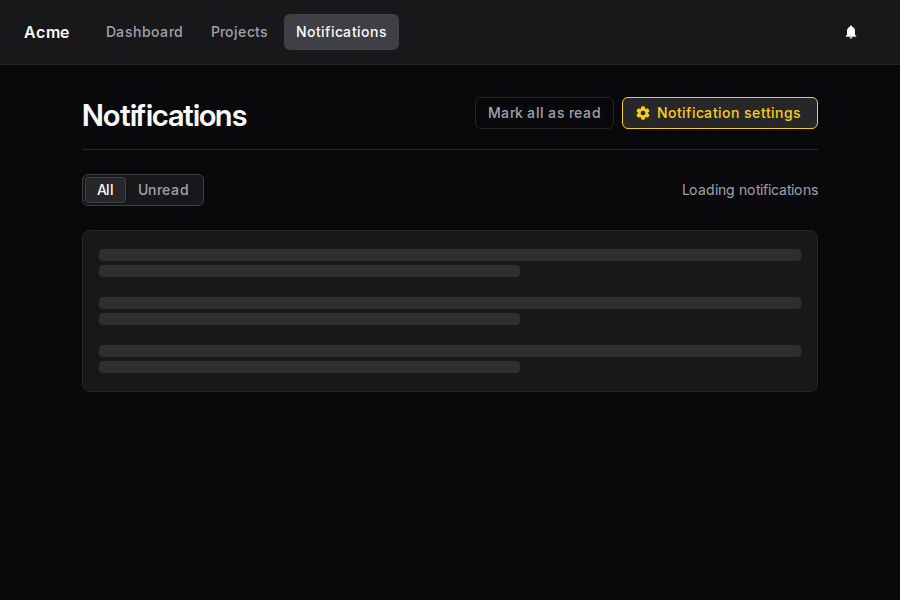 Acme Dashboard Projects Notifications
Notifications
Mark all as read Notification settings
All Unread Loading notifications